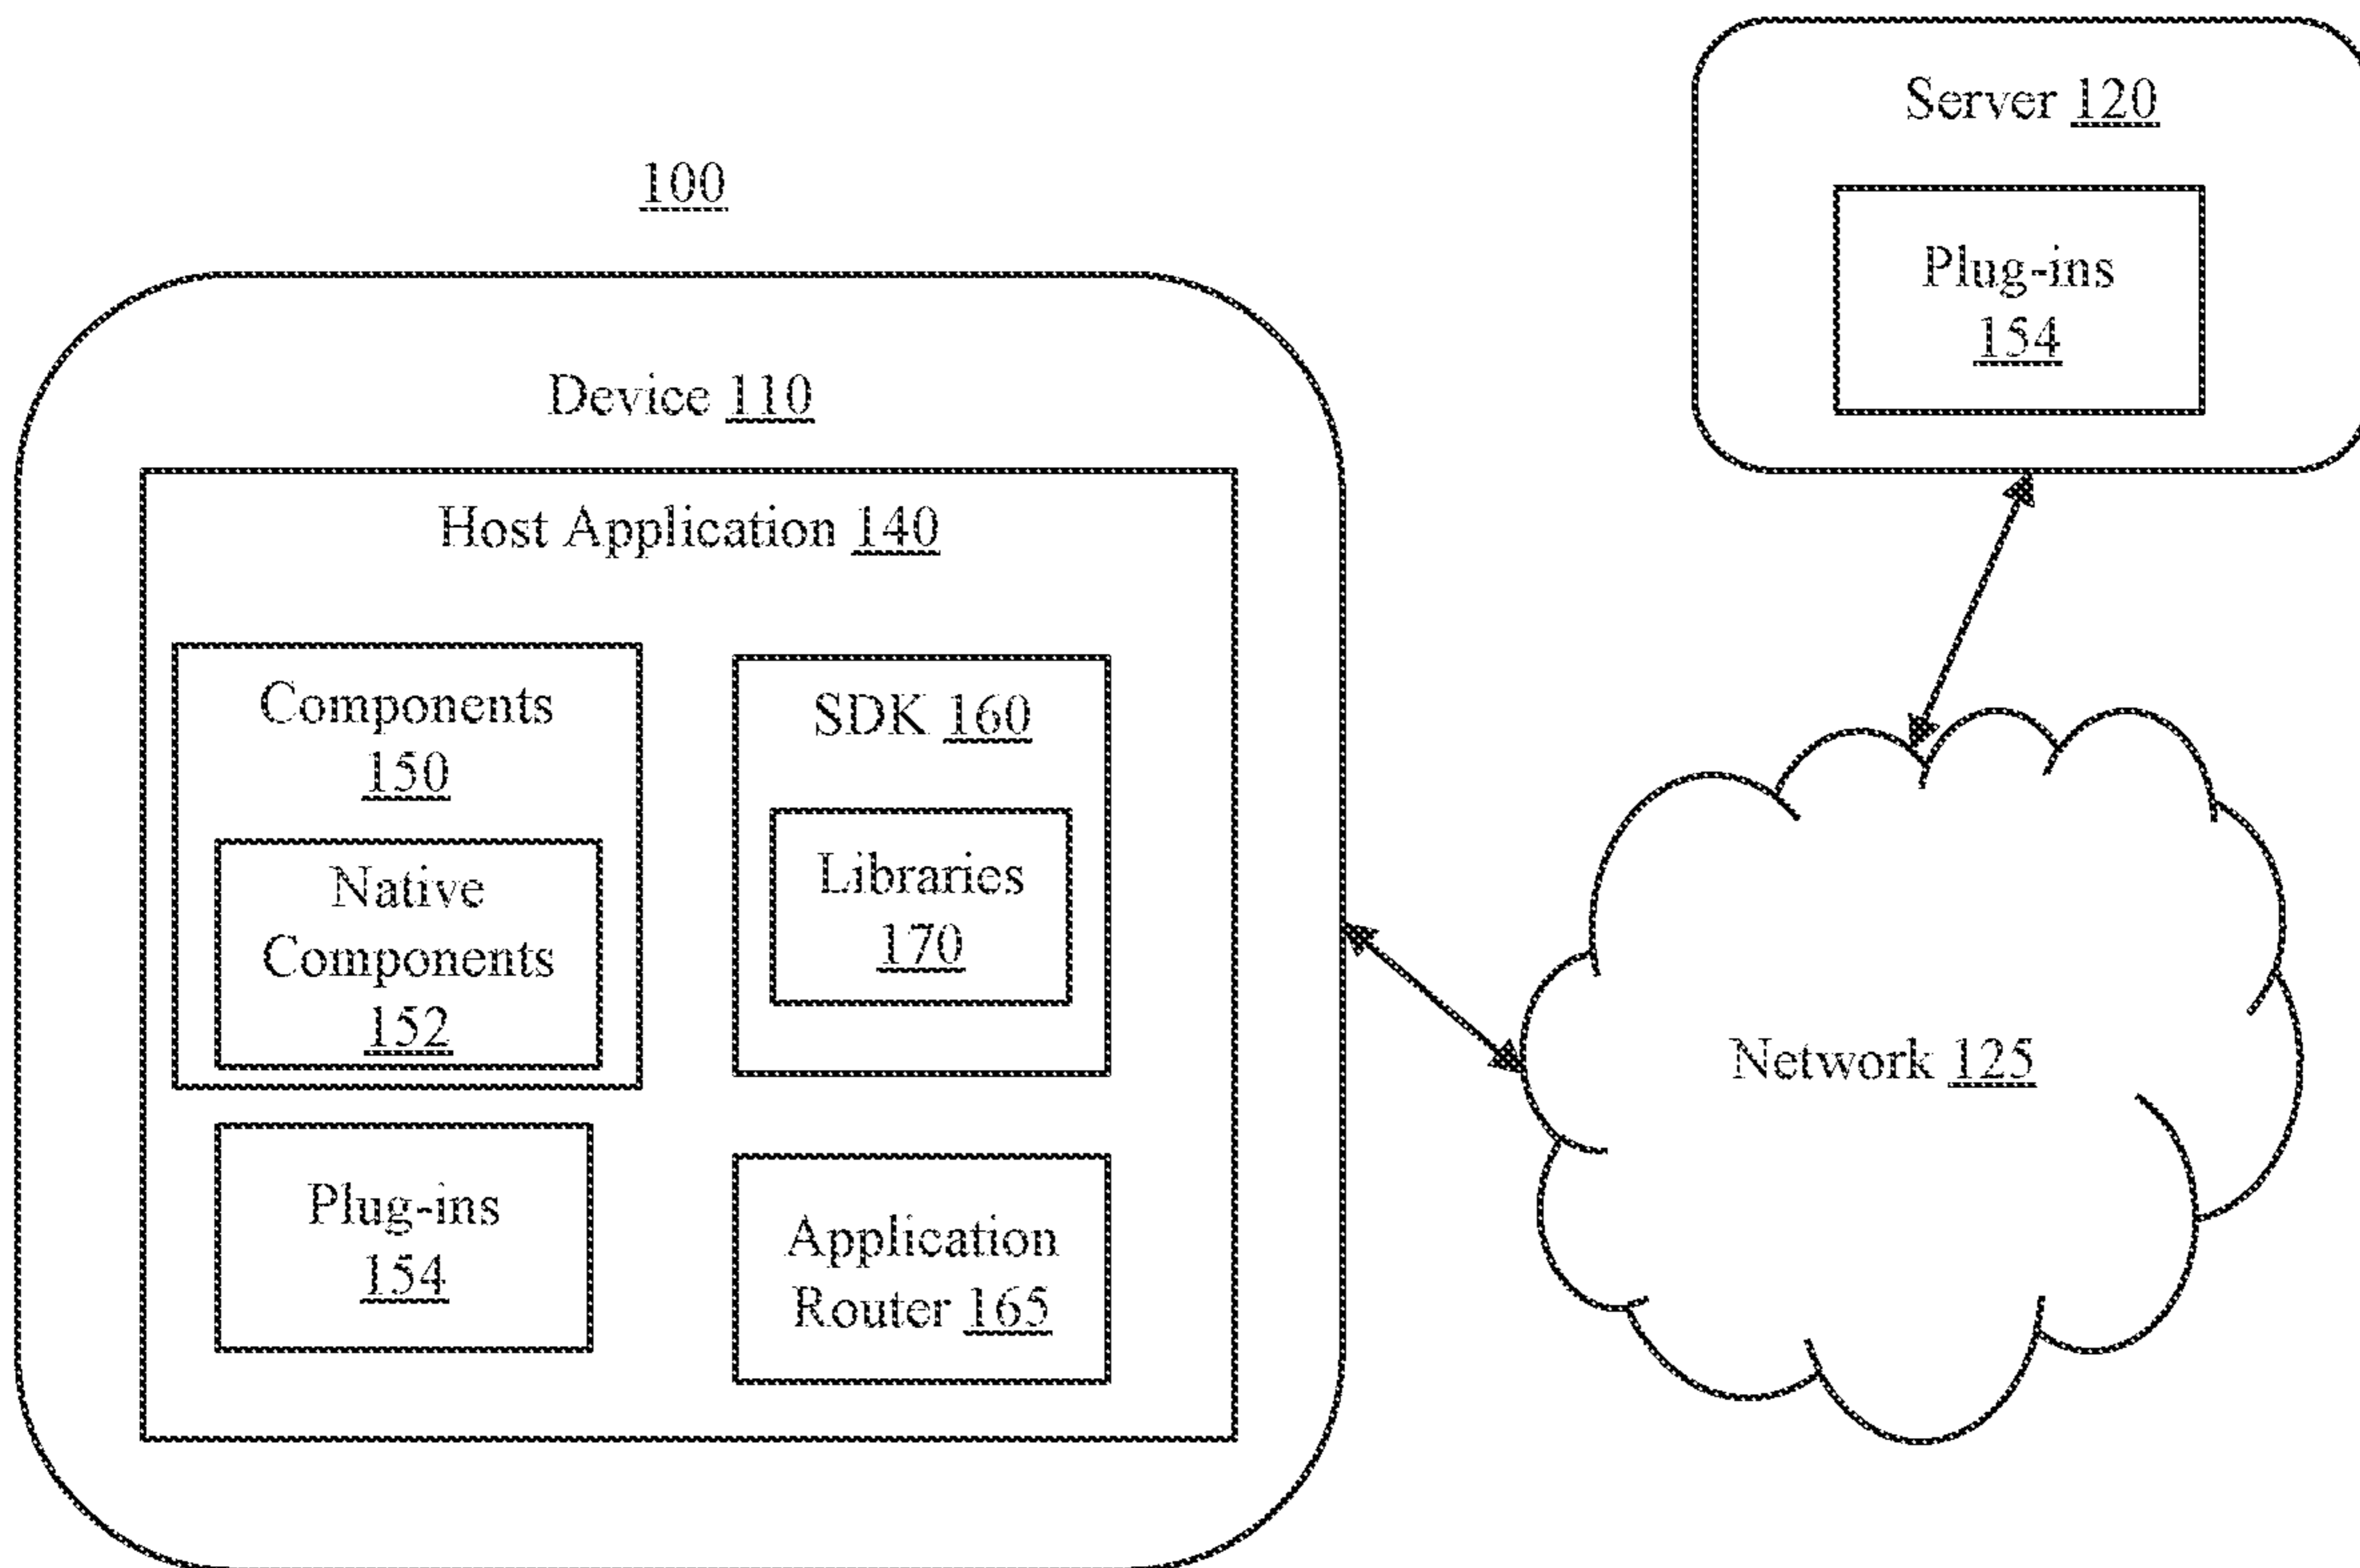 100
Device 110
Host Application 140
Components
150
Native
Components
152
Plug-ins
154
SDK 160
Libraries
170
Application
Router 165
Server 120
Plug-ins
154
Network 125